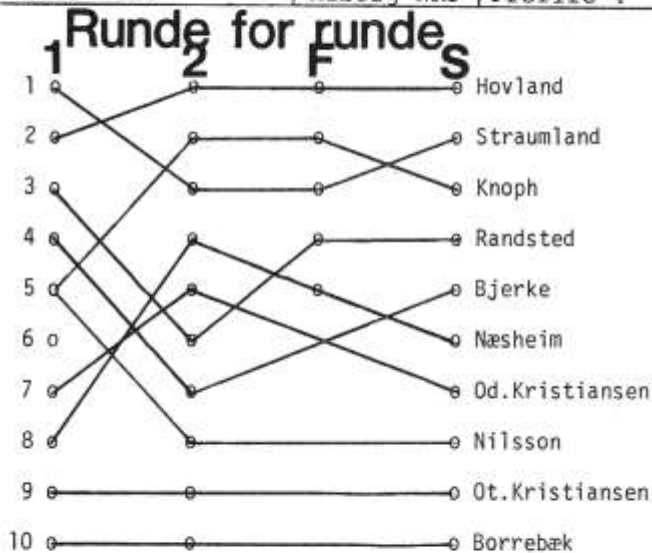 Runde for runde
1 2 F S
1 Hovland
2 Straumland
3 Knoph
4 Randsted
5 Bjerke
6 Næsheim
7 Od.Kristiansen
8 Nilsson
9 Ot.Kristiansen
10 Borrebæk